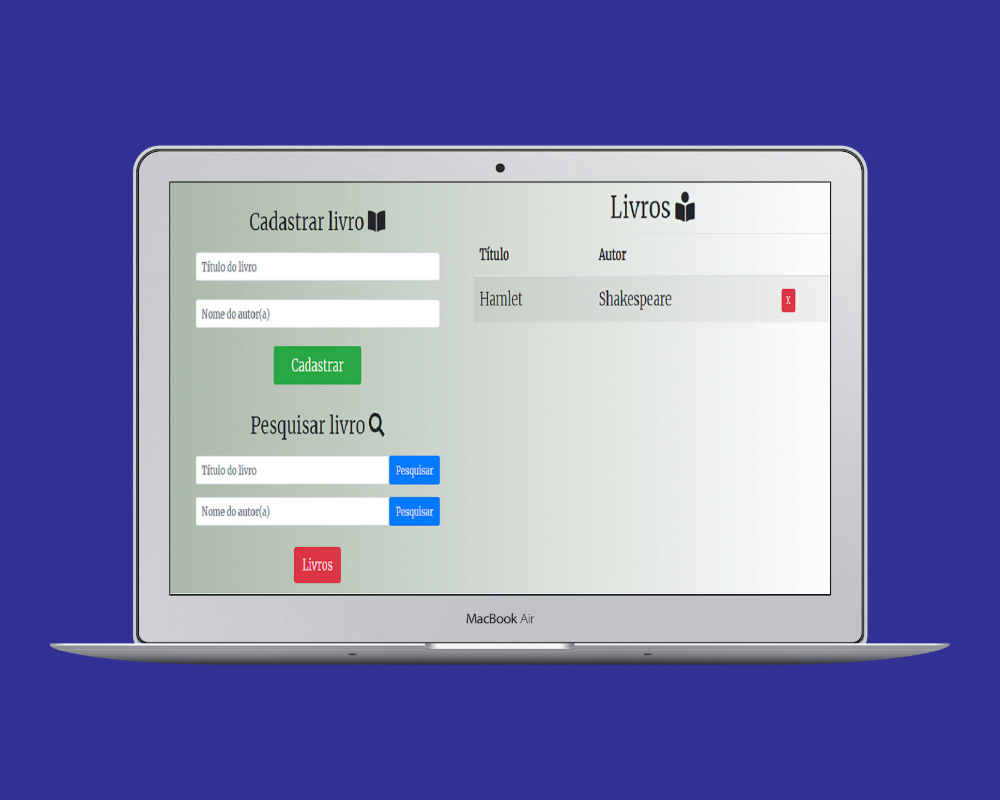 Cadastrar livro
Título do livro
Nome do autor(a)
Cadastrar
Pesquisar livro
Título do livro Pesquisar
Nome do autor(a) Pesquisar
Livros
Livros
Título Autor
Hamlet Shakespeare X
MacBook Air